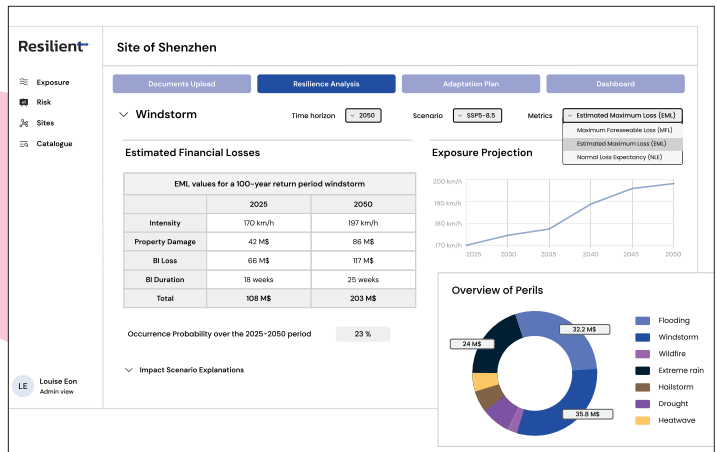 Resilient
Site of Shenzhen
Exposure
Risk
Sites
Catalogue
Documents Upload
Resilience Analysis
Adaptation Plan
Dashboard
Windstorm
Time horizon
2050
Scenario
SSP5-8.5
Metrics
Estimated Maximum Loss (EML)
Maximum Foreseeable Loss (MFL)
Estimated Maximum Loss (EML)
Normal Loss Expectancy (NLE)
Estimated Financial Losses
EML values for a 100-year return period windstorm
2025 2050
Intensity 170 km/h 197 km/h
Property Damage 42 M$ 86 M$
BI Loss 66 M$ 117 M$
BI Duration 18 weeks 25 weeks
Total 108 M$ 203 M$
Occurrence Probability over the 2025-2050 period 23 %
Impact Scenario Explanations
Exposure Projection
200 km/h
190 km/h
180 km/h
170 km/h
2025 2030 2035 2040 2045 2050
Overview of Perils
32.2 M$
24 M$
35.8 M$
Flooding
Windstorm
Wildfire
Extreme rain
Hailstorm
Drought
Heatwave
LE
Louise Eon
Admin view